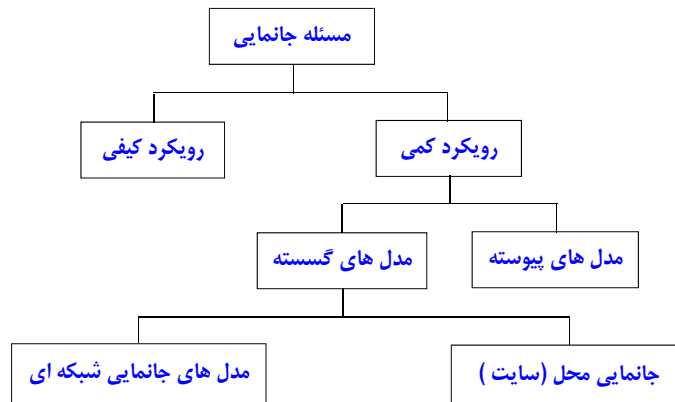 مسئله جانمایی
رویکرد کمی
رویکرد کیفی
مدل های پیوسته
مدل های گسسته
جانمایی محل (سایت )
مدل های جانمایی شبکه ای